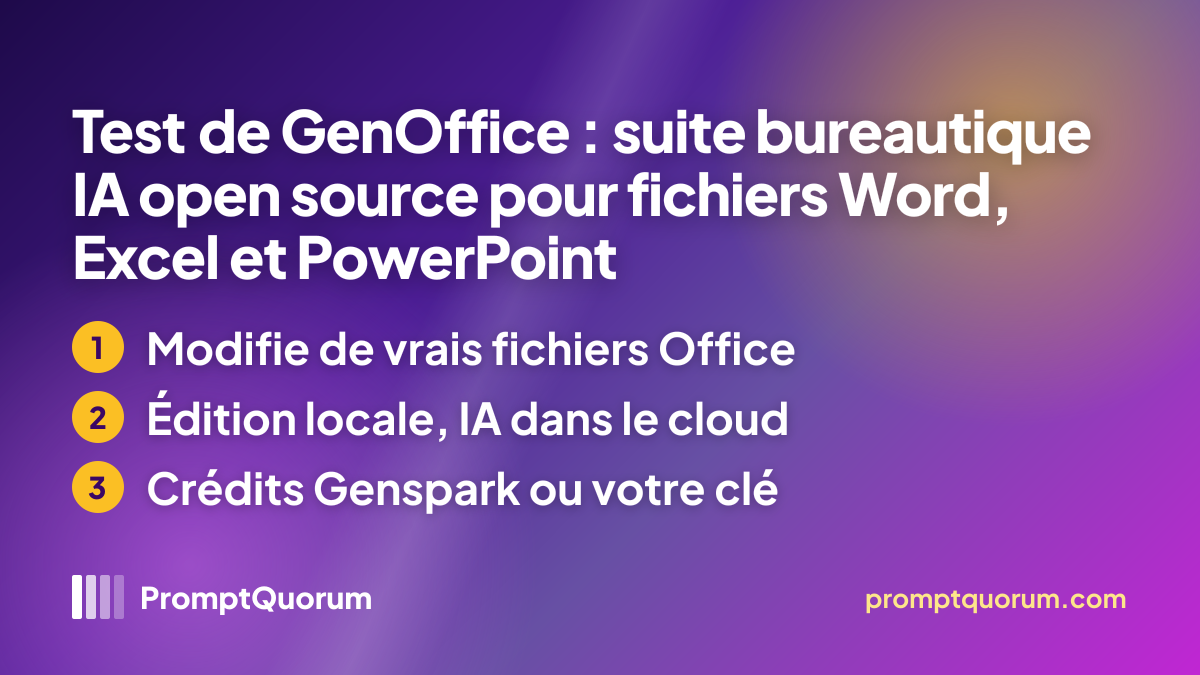 Test de GenOffice : suite bureautique
IA open source pour fichiers Word,
Excel et PowerPoint
1 Modifie de vrais fichiers Office
2 Édition locale, IA dans le cloud
3 Crédits Genspark ou votre clé
PromptQuorum
promptquorum.com